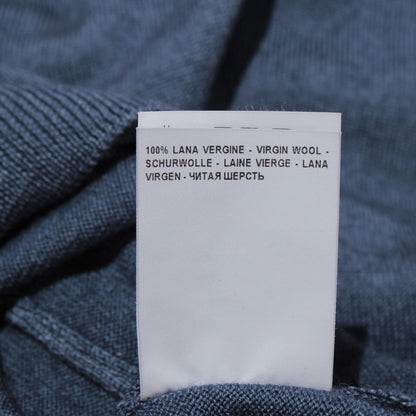 100% LANA VERGINE - VIRGIN WOOL -
SCHURWOLLE - LAINE VIERGE - LANA
VIRGEN - ЧИТАЯ ШЕРСТЬ